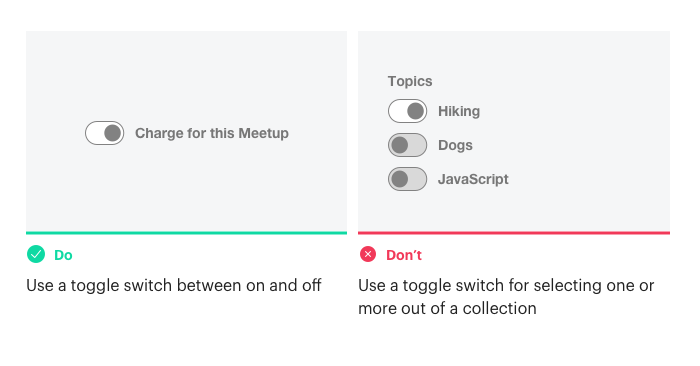 Charge for this Meetup
Do
Use a toggle switch between on and off
Topics
Hiking
Dogs
JavaScript
Don’t
Use a toggle switch for selecting one or
more out of a collection